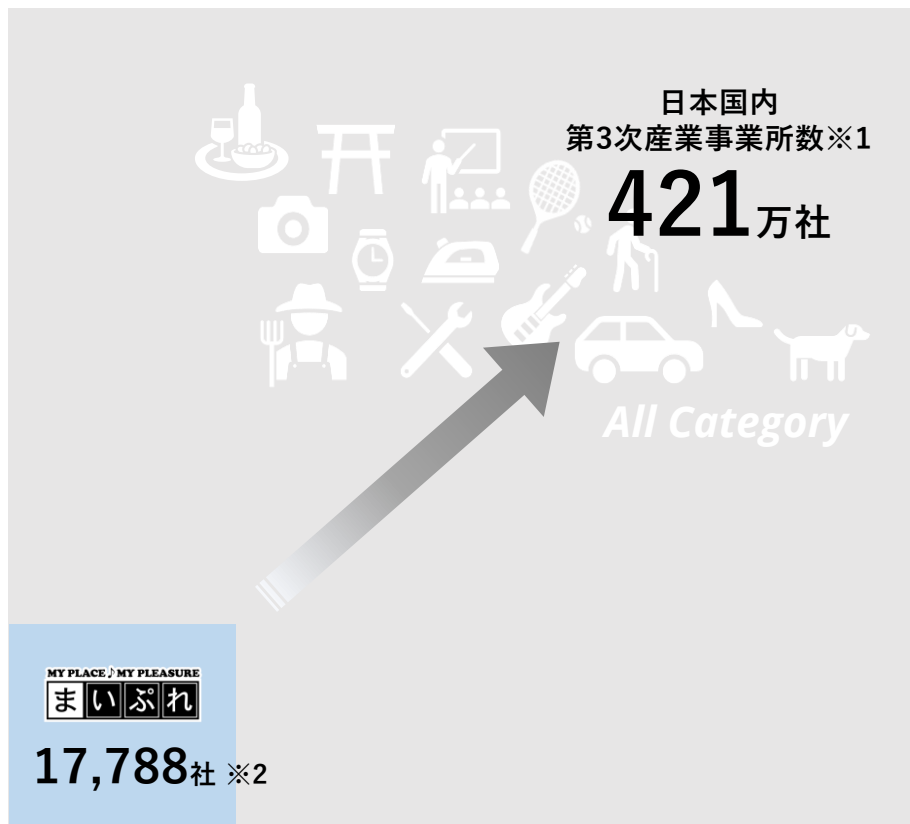 日本国内
第3次産業事業所数※1
421万社
All Category
MY PLACE♪MY PLEASURE
まいぷれ
17,788社 ※2